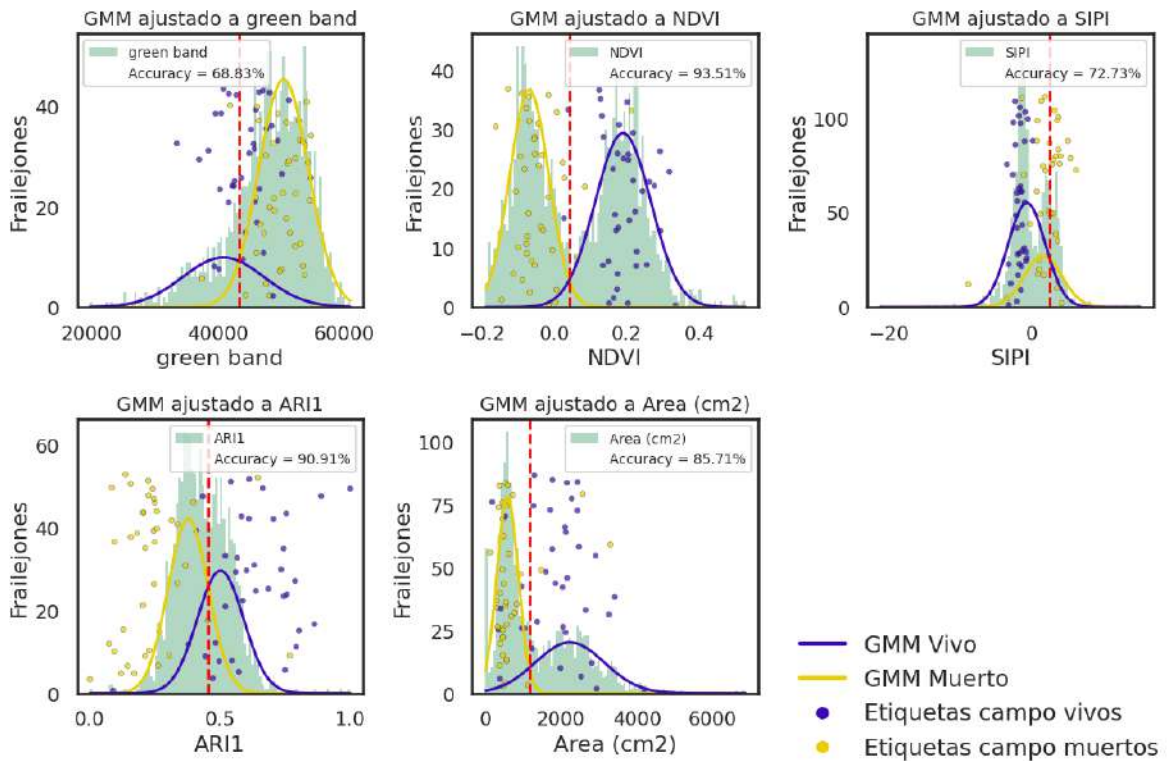 GMM ajustado a green band
green band
Accuracy = 68.83%
Frailejones
40
20
0
20000
40000
60000
green band
GMM ajustado a NDVI
NDVI
Accuracy = 93.51%
Frailejones
40
30
20
10
0
−0.2
0.0
0.2
0.4
NDVI
GMM ajustado a SIPI
SIPI
Accuracy = 72.73%
Frailejones
100
50
0
−20
0
SIPI
GMM ajustado a ARI1
ARI1
Accuracy = 90.91%
Frailejones
60
40
20
0
0.0
0.5
1.0
ARI1
GMM ajustado a Area (cm2)
Area (cm2)
Accuracy = 85.71%
Frailejones
100
75
50
25
0
0
2000
4000
6000
Area (cm2)
GMM Vivo
GMM Muerto
Etiquetas campo vivos
Etiquetas campo muertos